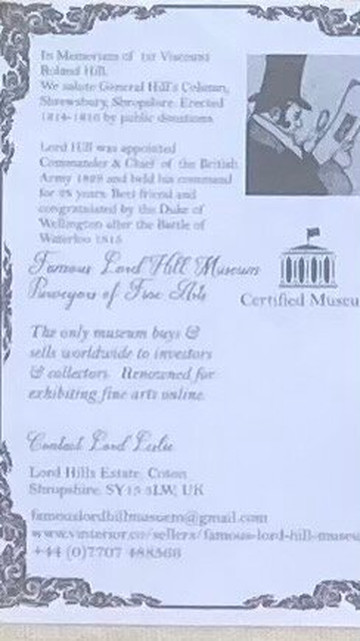 In Memoriam of 1st Viscount
Roland Hill.
We salute General Hill's Column,
Shrewsbury, Shropshire. Erected
1814-1816 by public donations
Lord Hill was appointed
Commander & Chief of the British
Army 1828 and held his command
for years. Best friend and
congratulated by the Duke of
Wellington after the Battle of
Waterloo 1815
Famous Lord Hill Museum
Purveyors of Fine Arts
Certified Museu
The only museum buys &
sells worldwide to investors
& collectors. Renowned for
exhibiting fine arts online.
Contact Lord Leslie
Lord Hills Estate, Coton
Shropshire, SY13 3LW, UK
famouslordhillmuseum@gmail.com
www.vinterior.co/sellers/famous-lord-hill-museu
+44 (0)7707